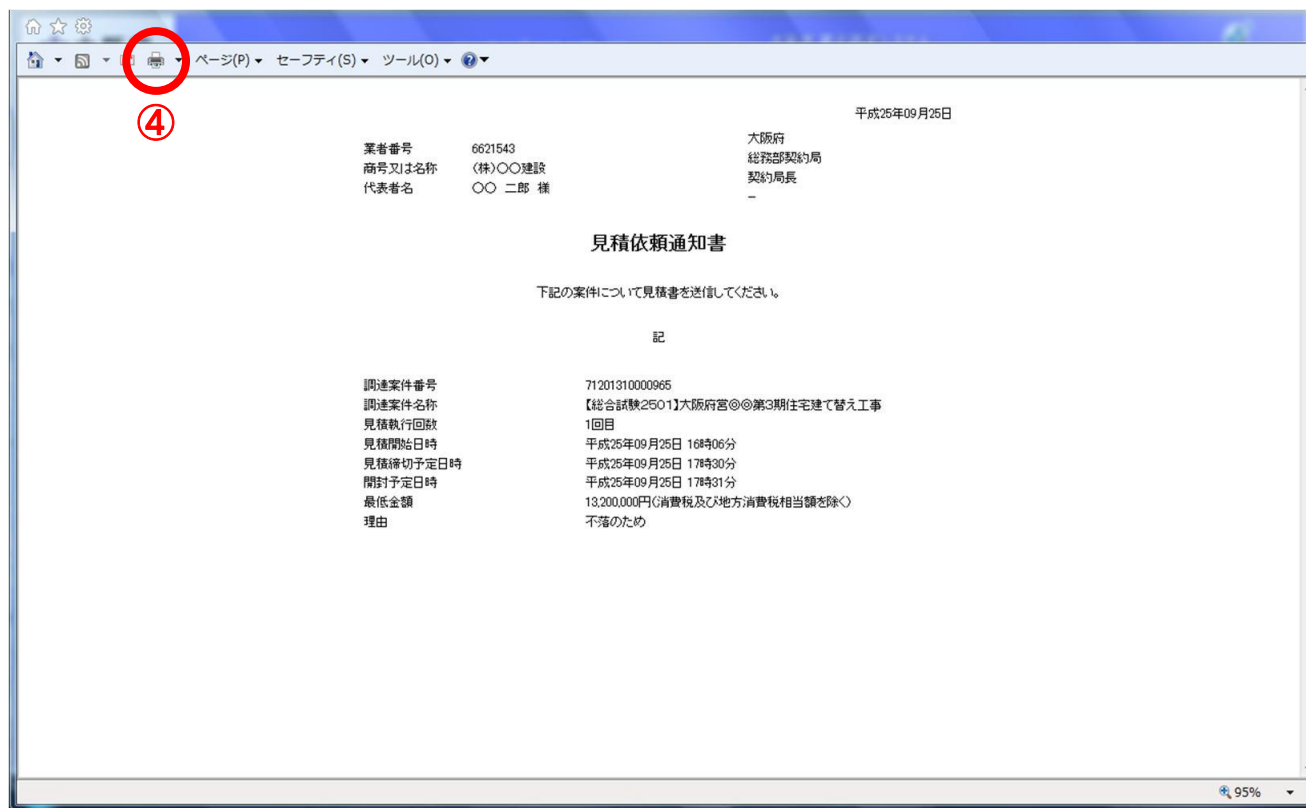 ページ(P) セーフティ(S) ツール(O)
④
平成25年09月25日
大阪府
総務部契約局
契約局長
−
業者番号 6621543
商号又は名称 (株)〇〇建設
代表者名 〇〇 二郎 様
見積依頼通知書
下記の案件について見積書を送信してください。
記
調達案件番号 71201310000965
調達案件名称 【総合試験2501】大阪府営◎◎第3期住宅建て替え工事
見積執行回数 1回目
見積開始日時 平成25年09月25日 16時06分
見積締切予定日時 平成25年09月25日 17時30分
開封予定日時 平成25年09月25日 17時31分
最低金額 13,200,000円(消費税及び地方消費税相当額を除く)
理由 不落のため
95%